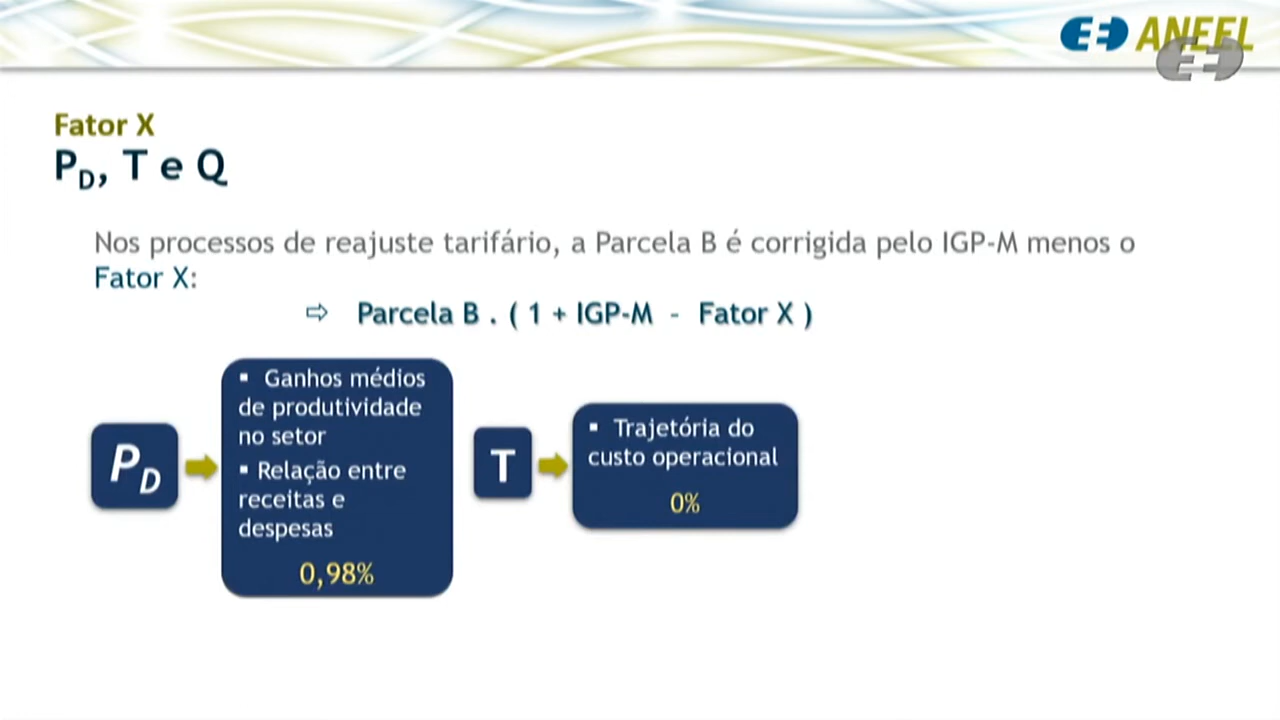 ANEEL
Fator X
PD, T e Q
Nos processos de reajuste tarifário, a Parcela B é corrigida pelo IGP-M menos o
Fator X:
⇨ Parcela B . ( 1 + IGP-M - Fator X )
PD
▪ Ganhos médios
de produtividade
no setor
▪ Relação entre
receitas e
despesas
0,98%
T
▪ Trajetória do
custo operacional
0%